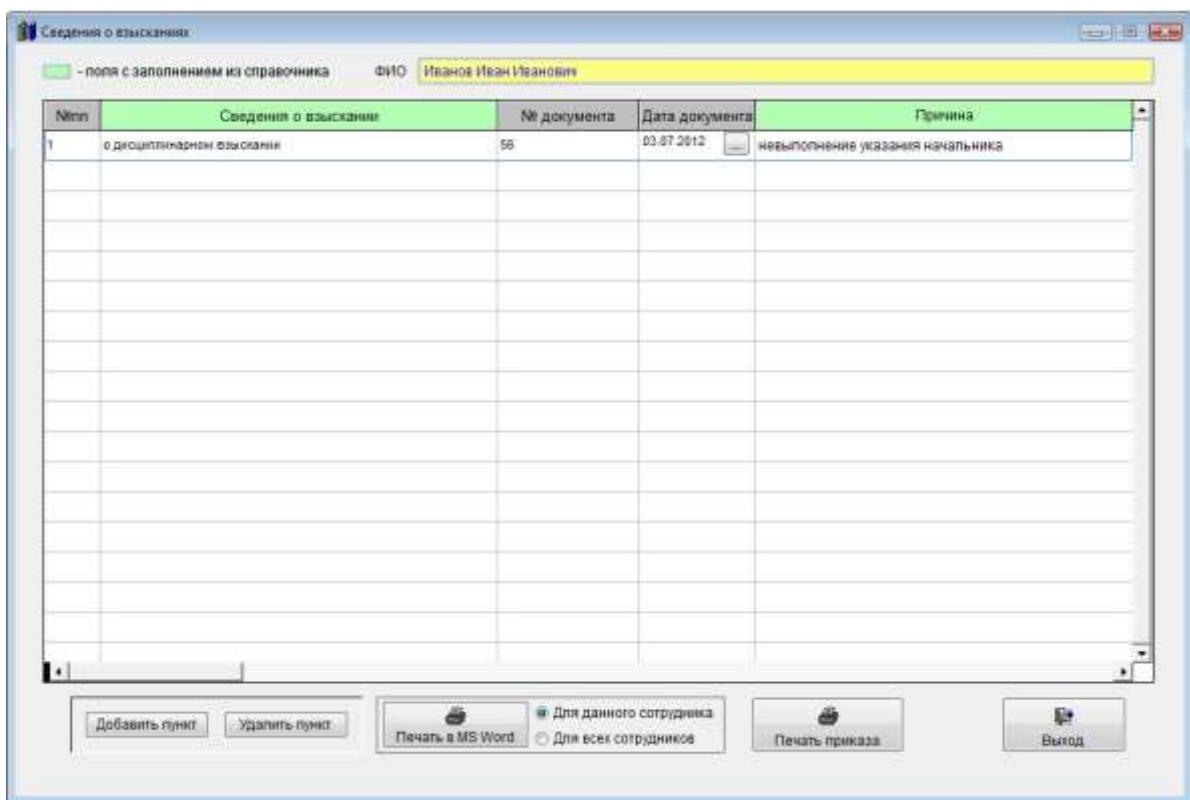 Сведения о взысканиях
- поля с заполнением из справочника ФИО Иванов Иван Иванович
№пп Сведения о взыскании № документа Дата документа Причина
1 о дисциплинарном взыскании 56 03.07.2012 ... невыполнение указания начальника
Добавить пункт Удалить пункт Печать в MS Word Для данного сотрудника
Для всех сотрудников Печать приказа Выход